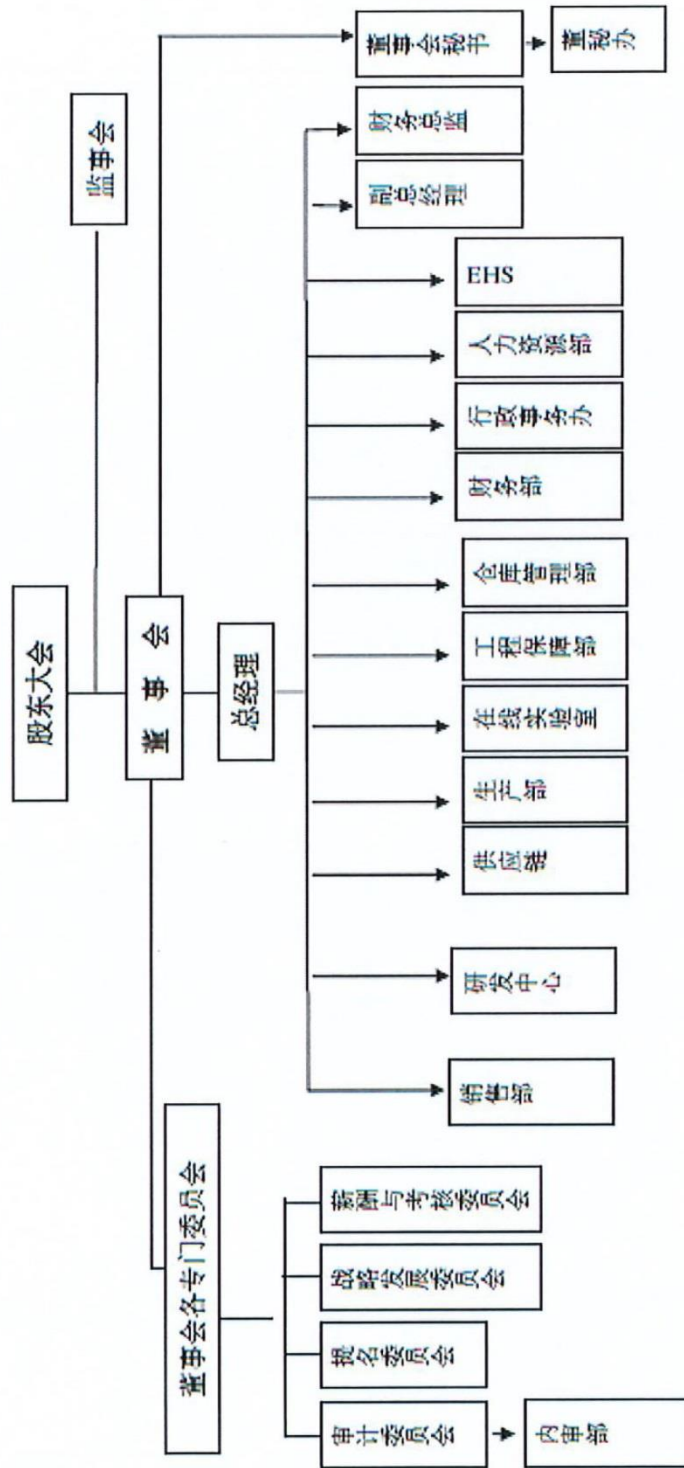 股东大会
监事会
董 事 会
董事会各专门委员会
总经理
董事会秘书
董秘办
审计委员会
提名委员会
战略发展委员会
薪酬与考核委员会
内审部
销售部
研发中心
供应链
生产部
在线实验室
工程保障部
仓库管理部
财务部
行政事务办
人力资源部
EHS
副总经理
财务总监